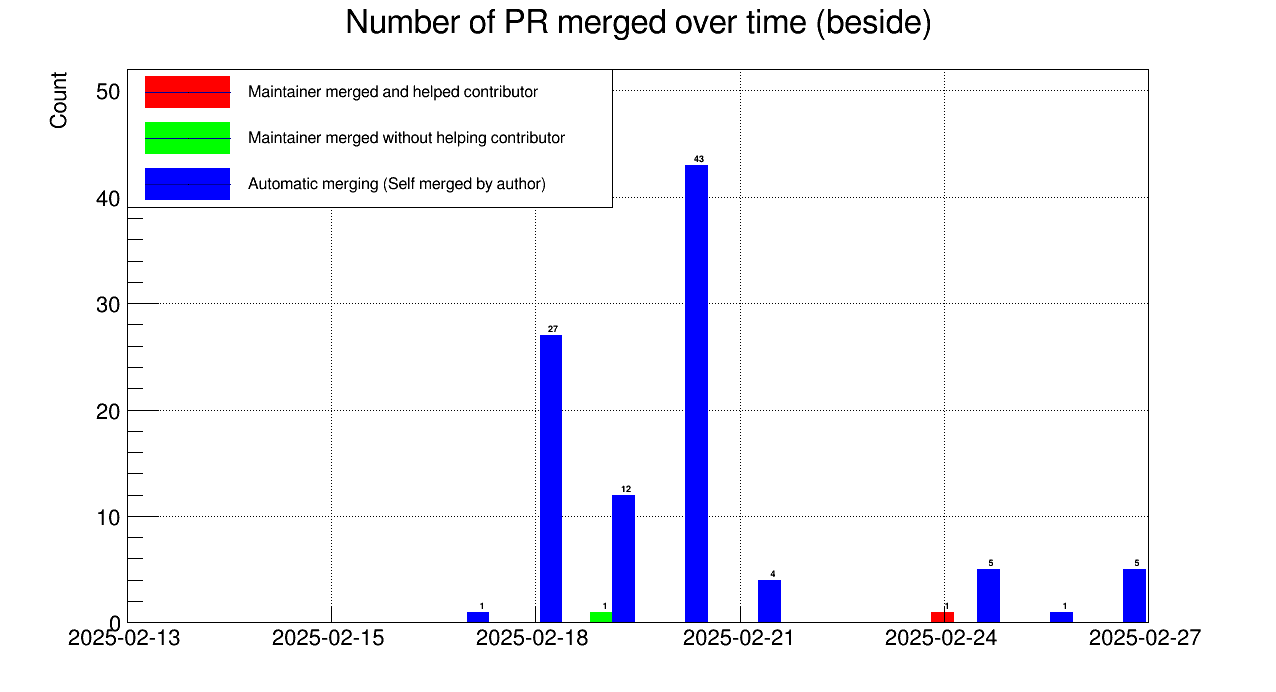 Number of PR merged over time (beside)
Count
50
40
30
20
10
0
Maintainer merged and helped contributor
Maintainer merged without helping contributor
Automatic merging (Self merged by author)
1
27
1
12
43
4
1
5
1
5
2025-02-13 2025-02-15 2025-02-18 2025-02-21 2025-02-24 2025-02-27